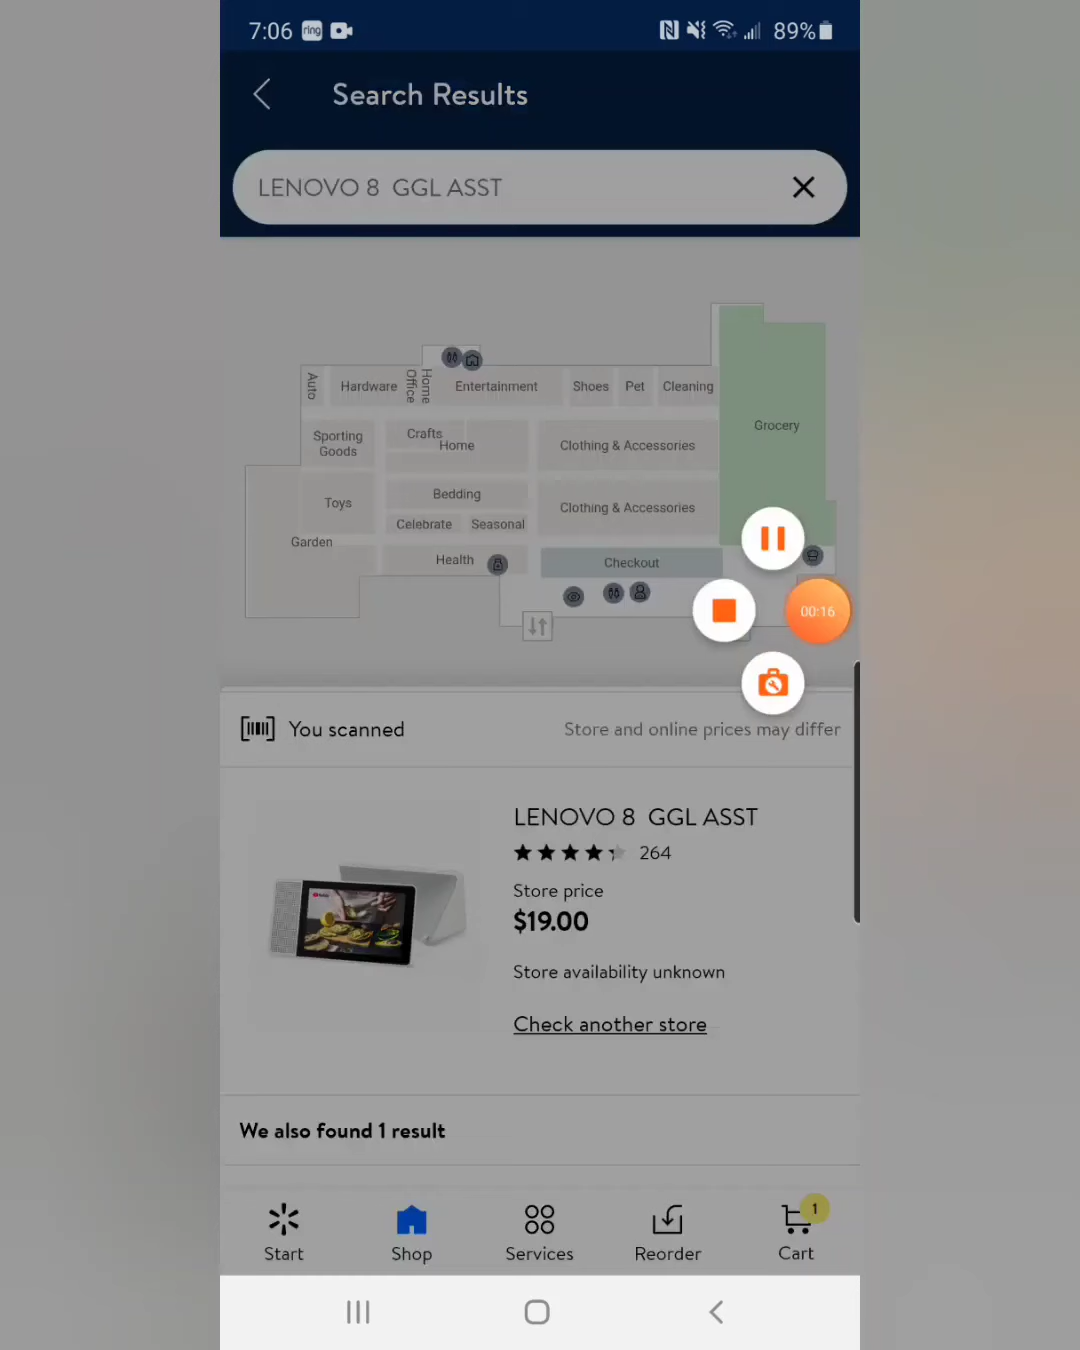 7:06 ring 89%
Search Results
LENOVO 8 GGL ASST
Auto
Hardware
Home Office
Entertainment
Shoes
Pet
Cleaning
Grocery
Sporting Goods
Crafts
Home
Clothing & Accessories
Toys
Bedding
Clothing & Accessories
Celebrate
Seasonal
Garden
Health
Checkout
00:16
You scanned
Store and online prices may differ
LENOVO 8 GGL ASST
264
Store price
$19.00
Store availability unknown
Check another store
We also found 1 result
1
Start
Shop
Services
Reorder
Cart